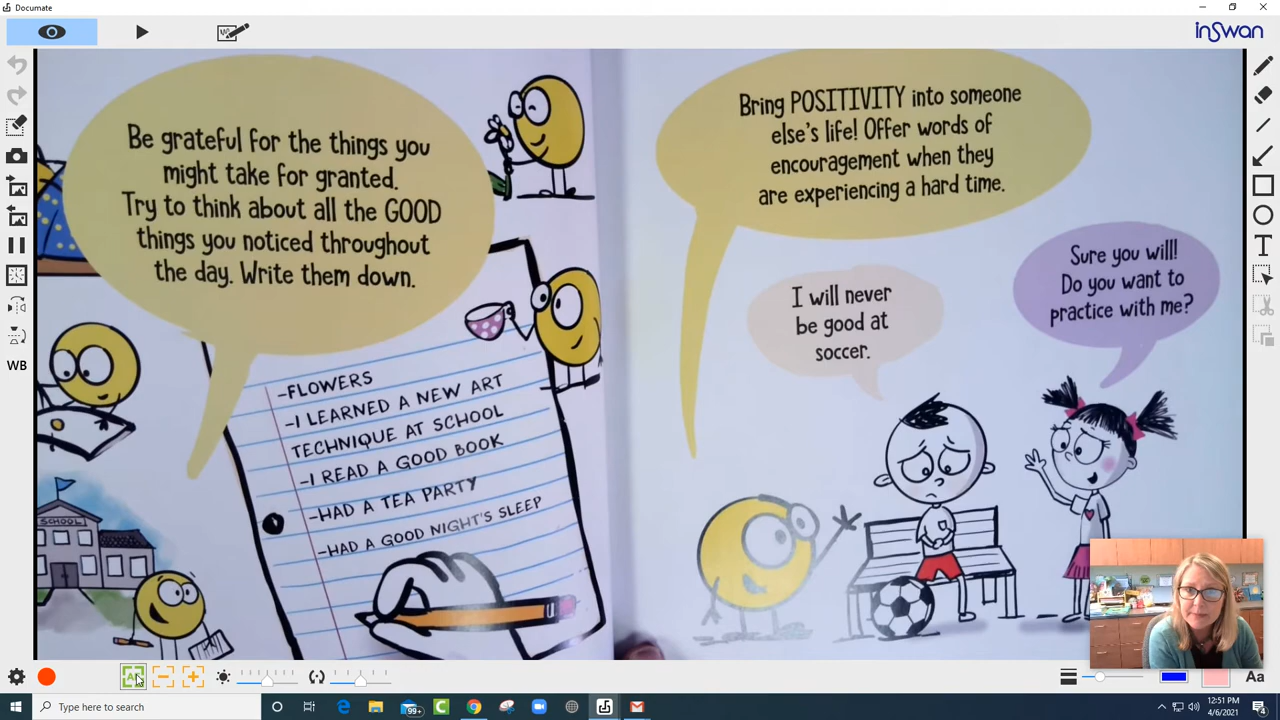 Documate
inswan
Be grateful for the things you
might take for granted.
Try to think about all the GOOD
things you noticed throughout
the day. Write them down.
-FLOWERS
-I LEARNED A NEW ART
TECHNIQUE AT SCHOOL
-I READ A GOOD BOOK
-HAD A TEA PARTY
-HAD A GOOD NIGHT'S SLEEP
SCHOOL
Bring POSITIVITY into someone
else's life! Offer words of
encouragement when they
are experiencing a hard time.
I will never
be good at
soccer.
Sure you will!
Do you want to
practice with me?
WB
T
Aa
Type here to search
99+
12:51 PM
4/6/2021
4